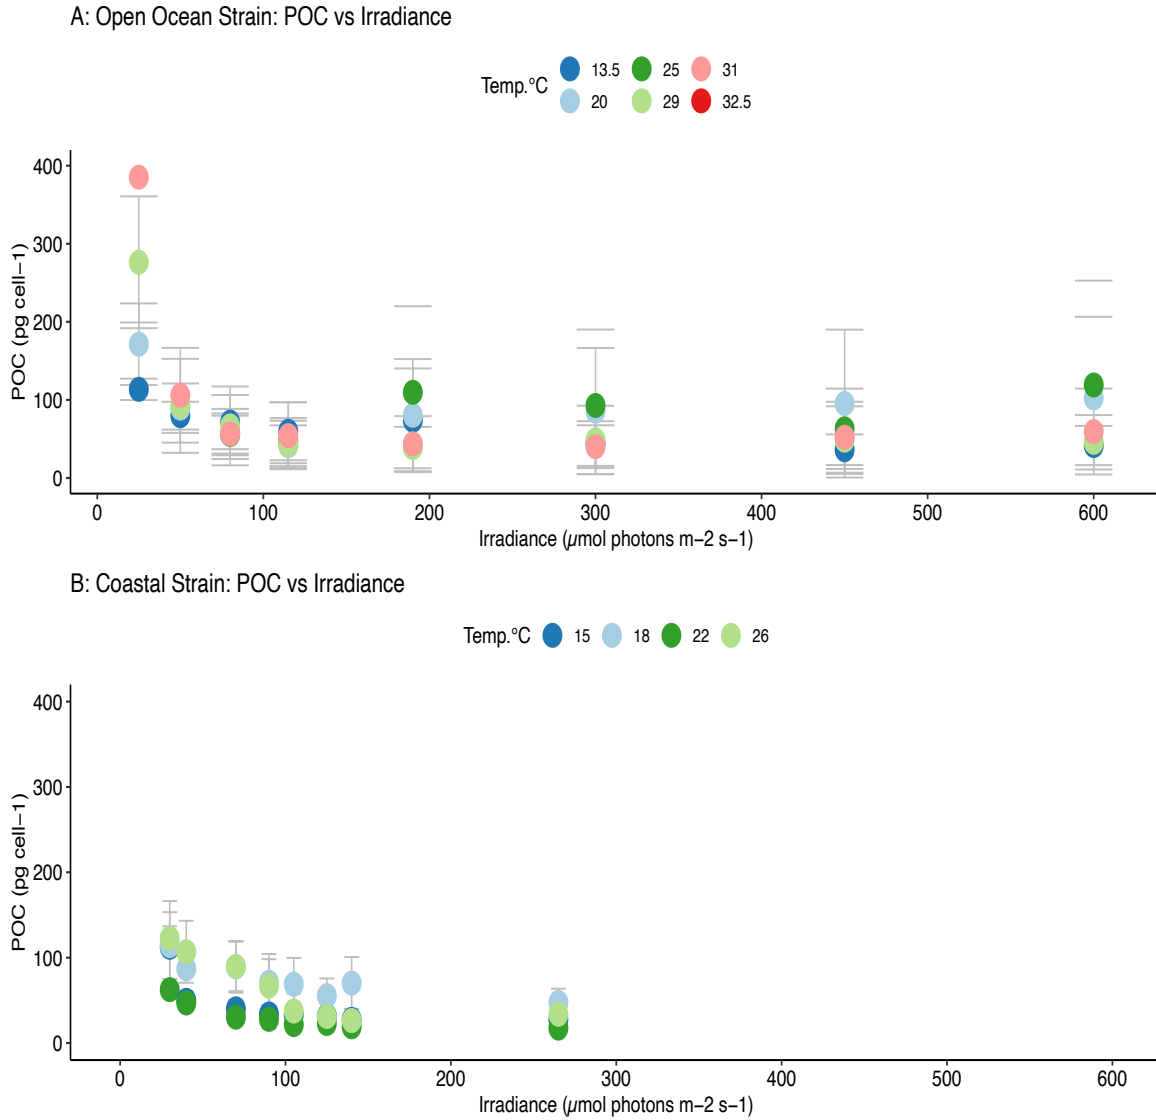 A: Open Ocean Strain: POC vs Irradiance
Temp.°C 13.5 25 31
20 29 32.5
400
300
200
100
0
POC (pg cell−1)
0 100 200 300 400 500 600
Irradiance (μmol photons m−2 s−1)
B: Coastal Strain: POC vs Irradiance
Temp.°C 15 18 22 26
400
300
200
100
0
POC (pg cell−1)
0 100 200 300 400 500 600
Irradiance (μmol photons m−2 s−1)